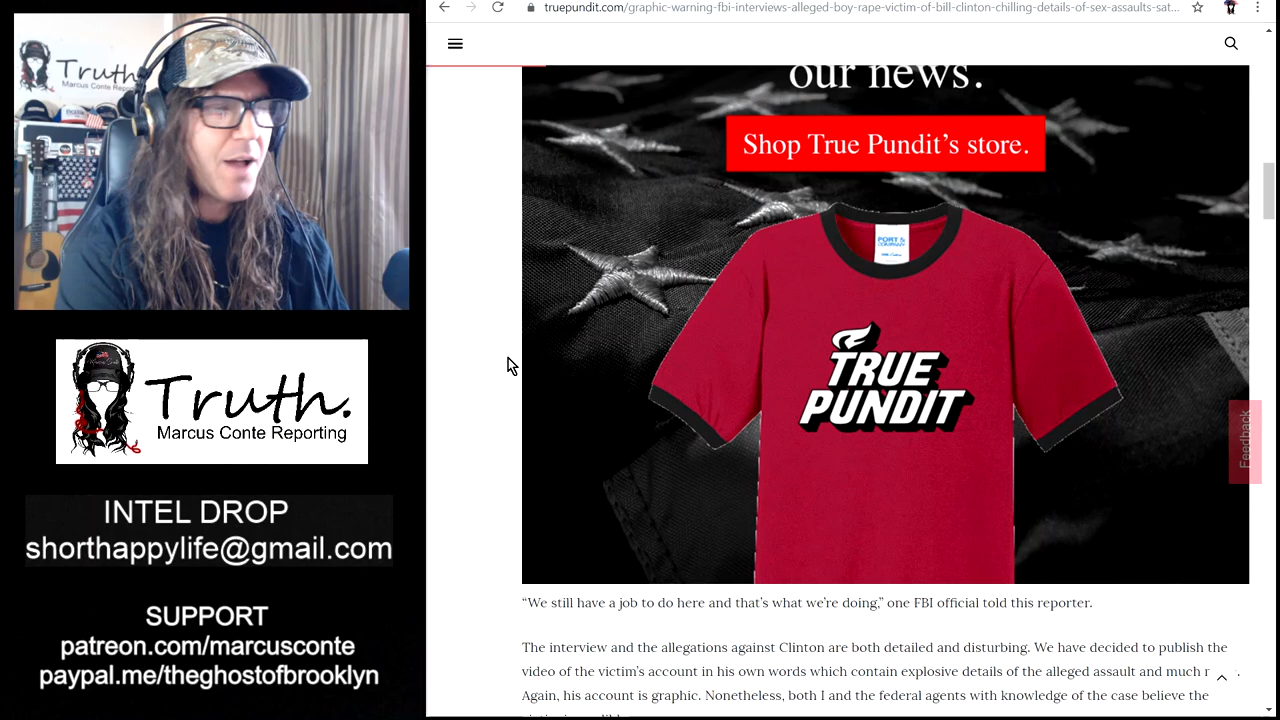 Truth.
Marcus Conte Reporting
INTEL DROP
shorthappylife@gmail.com
SUPPORT
patreon.com/marcusconte
paypal.me/theghostofbrooklyn
truepundit.com/graphic-warning-fbi-interviews-alleged-boy-rape-victim-of-bill-clinton-chilling-details-of-sex-assaults-sat...
our news.
Shop True Pundit’s store.
PORT &
COMPANY
TRUE
PUNDIT
Feedback
“We still have a job to do here and that’s what we’re doing,” one FBI official told this reporter.
The interview and the allegations against Clinton are both detailed and disturbing. We have decided to publish the
video of the victim’s account in his own words which contain explosive details of the alleged assault and much
Again, his account is graphic. Nonetheless, both I and the federal agents with knowledge of the case believe the